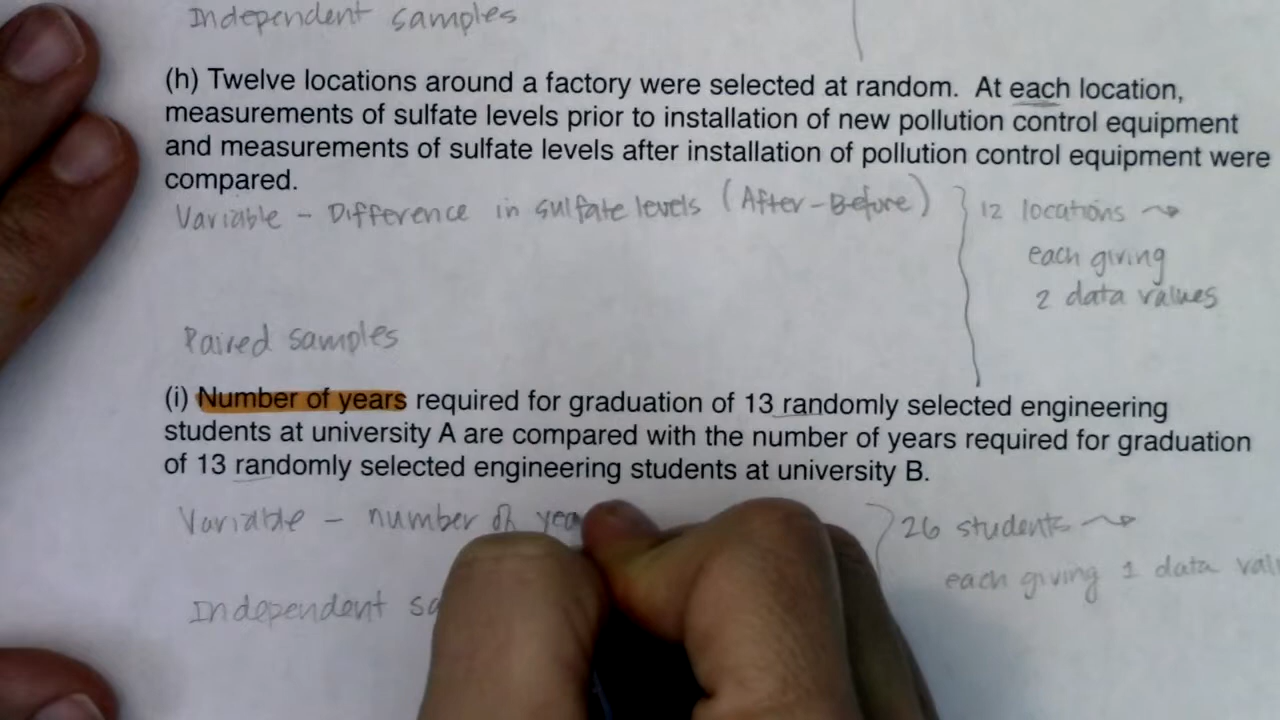 Independent samples
(h) Twelve locations around a factory were selected at random. At each location,
measurements of sulfate levels prior to installation of new pollution control equipment
and measurements of sulfate levels after installation of pollution control equipment were
compared.
Variable - Difference in sulfate levels (After-Before)
12 locations
each giving
2 data values
Paired samples
(i) Number of years required for graduation of 13 randomly selected engineering
students at university A are compared with the number of years required for graduation
of 13 randomly selected engineering students at university B.
Variable - number of
26 students
each giving 1 data
Independent